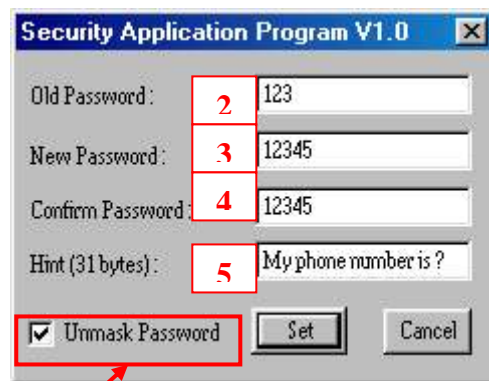 Security Application Program V1.0
Old Password : 2 123
New Password : 3 12345
Confirm Password : 4 12345
Hint (31 bytes) : 5 My phone number is ?
Unmask Password Set Cancel